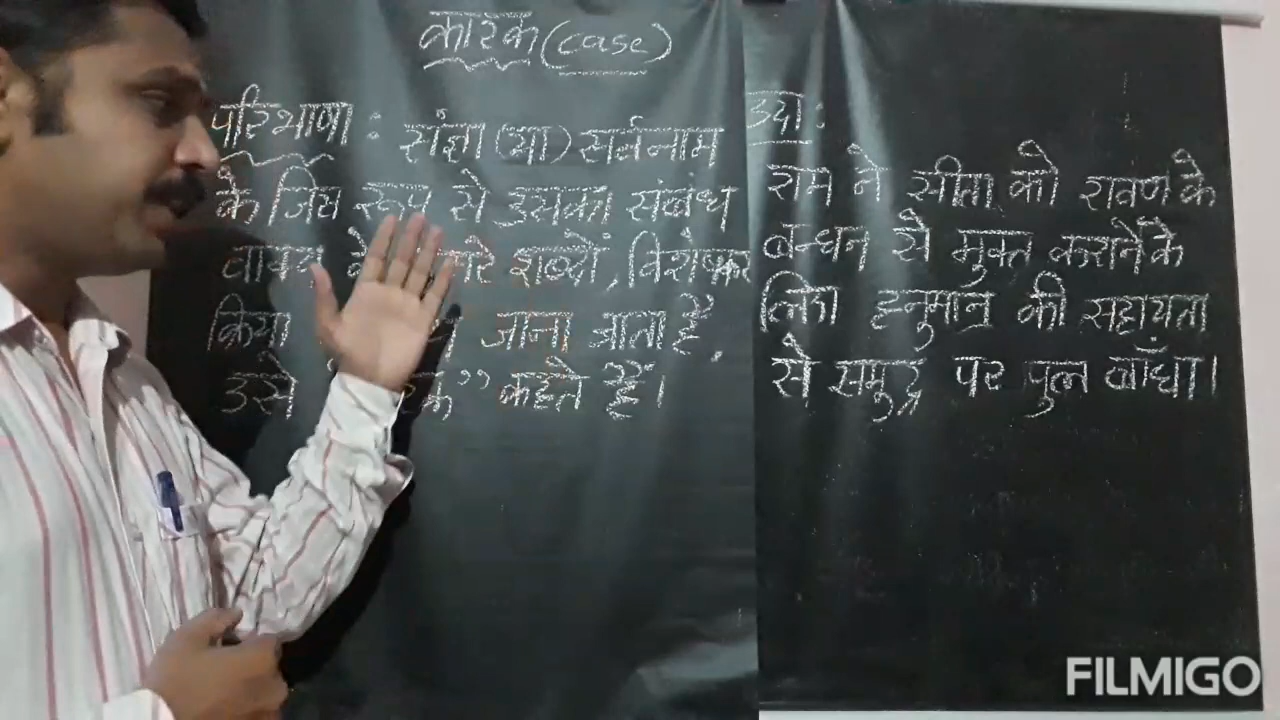 कारक (case)
परिभाषा : संज्ञा (या) सर्वनाम
के जिस रूप से उसका संबंध
वाक्य के शब्दों, विशेषकर
क्रिया जाना जाता है,
उसे कहते हैं।
उदा :
राम ने सीता को रावण के
बन्धन से मुक्त कराने के
लिए हनुमान की सहायता
से समुद्र पर पुल बाँधा।
FILMIGO